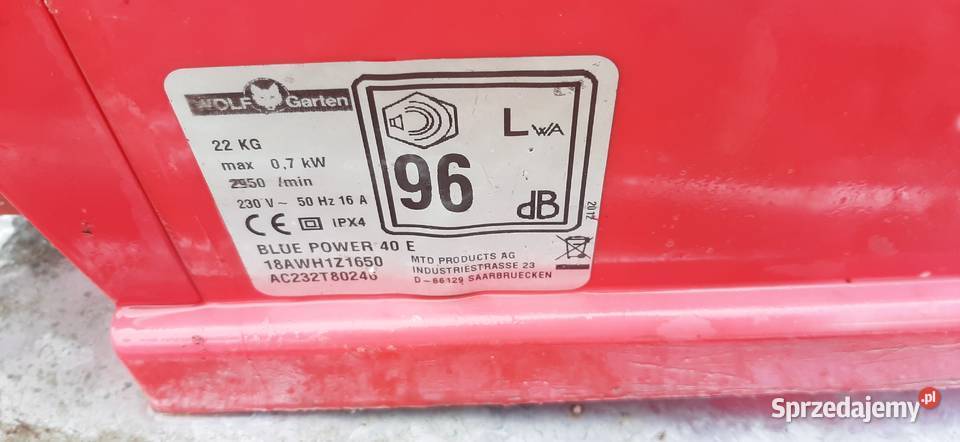 WOLF Garten
22 KG
max 0,7 kW
2950 /min
230 V~ 50 Hz 16 A
CE IPX4
LWA
96
dB
2017
BLUE POWER 40 E
18AWH1Z1650
AC232T80246
MTD PRODUCTS AG
INDUSTRIESTRASSE 23
D-66129 SAARBRUECKEN
Sprzedajemy.pl